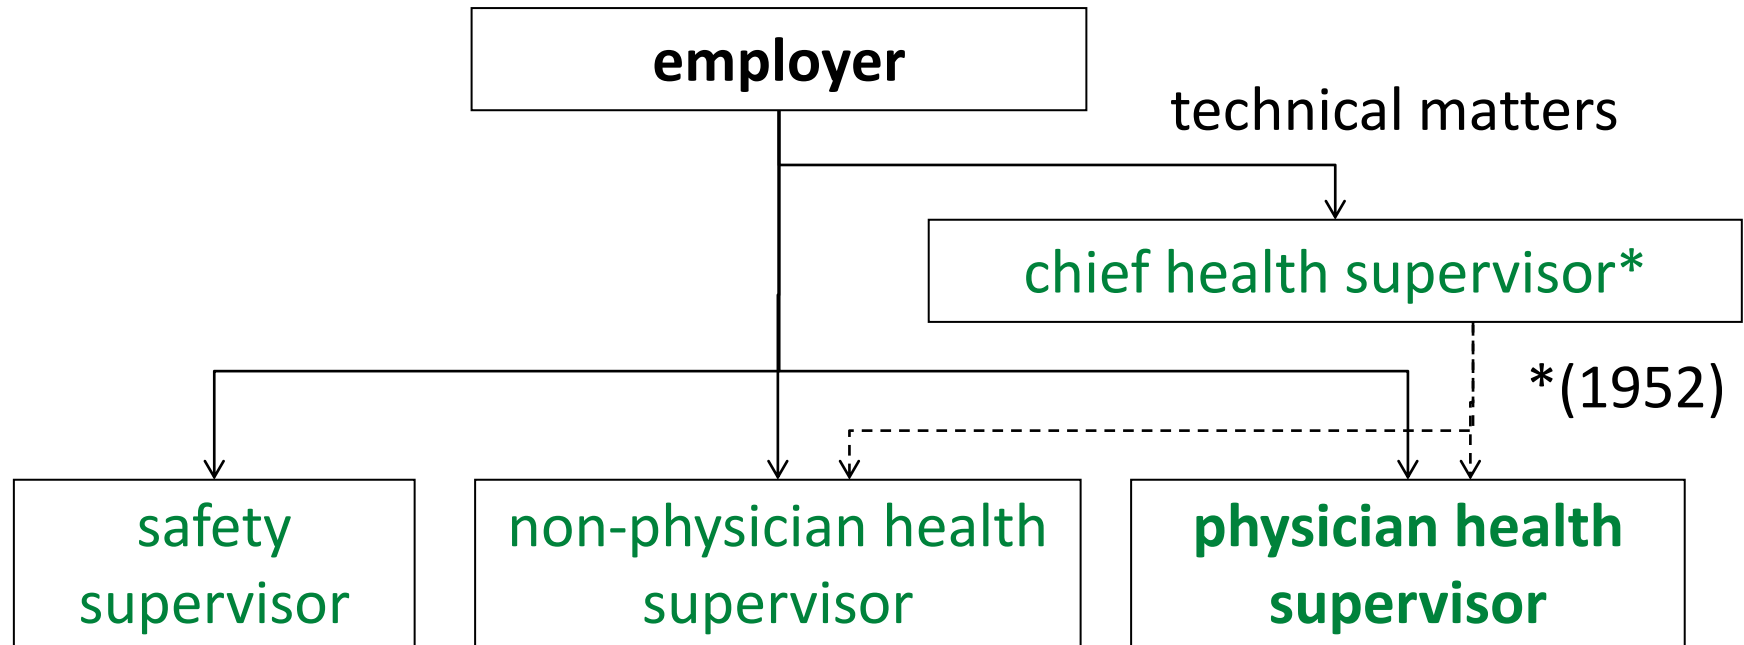 employer
technical matters
chief health supervisor*
*(1952)
safety
supervisor
non-physician health
supervisor
physician health
supervisor